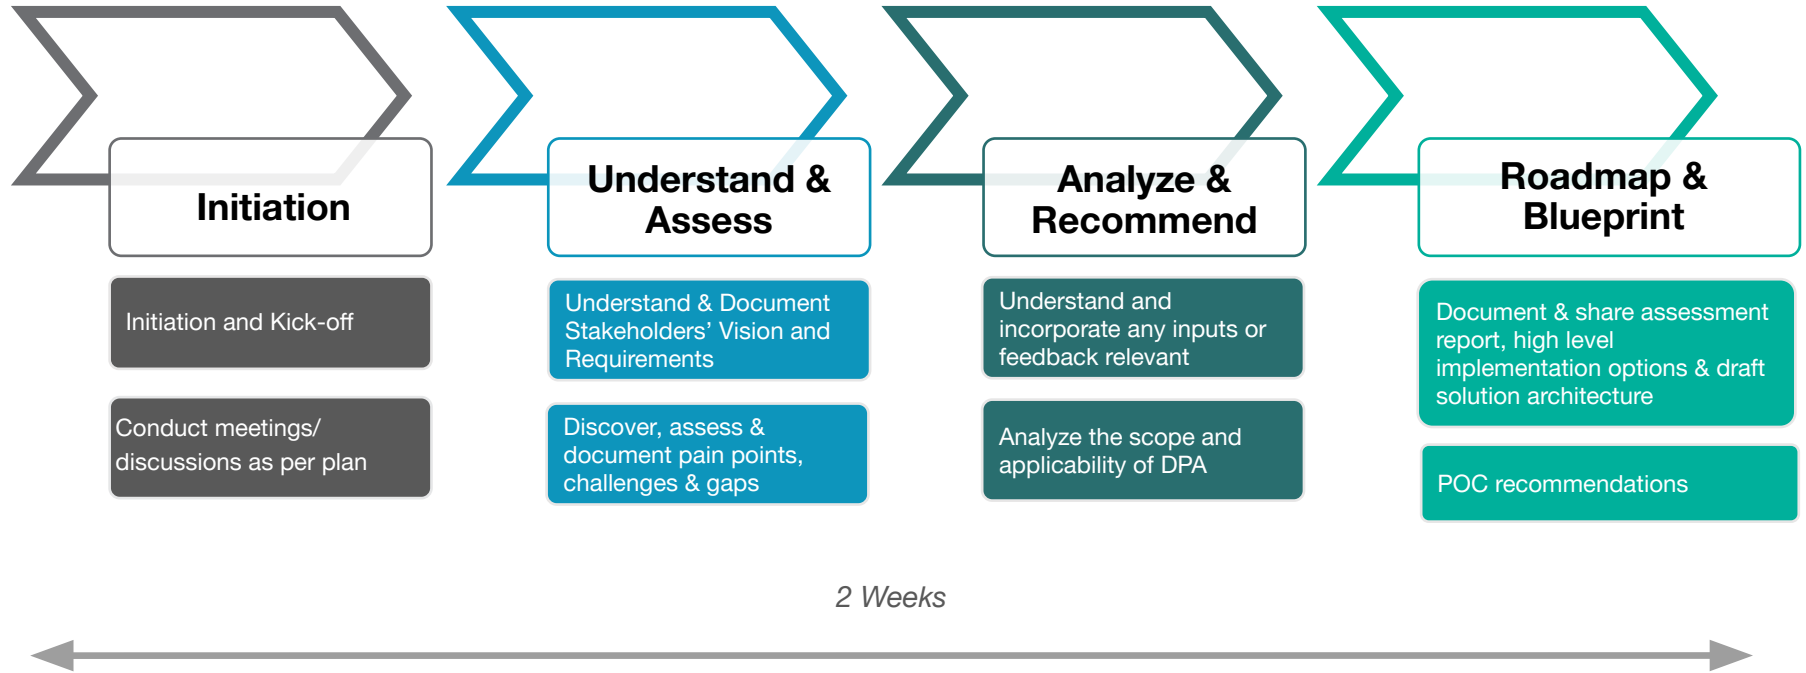 Initiation
Initiation and Kick-off
Conduct meetings/
discussions as per plan
Understand &
Assess
Understand & Document
Stakeholders’ Vision and
Requirements
Discover, assess &
document pain points,
challenges & gaps
Analyze &
Recommend
Understand and
incorporate any inputs or
feedback relevant
Analyze the scope and
applicability of DPA
Roadmap &
Blueprint
Document & share assessment
report, high level
implementation options & draft
solution architecture
POC recommendations
2 Weeks